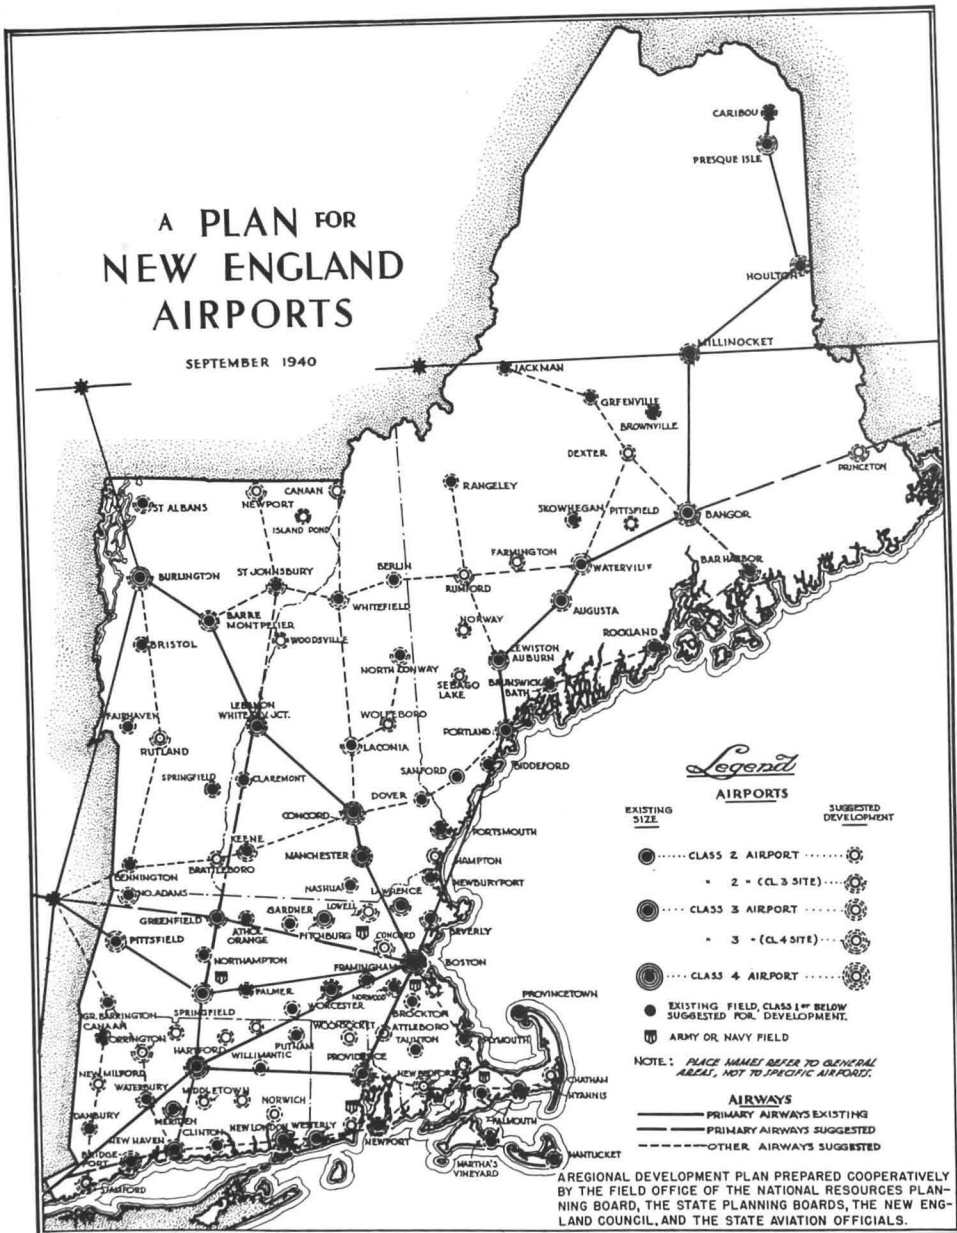 A PLAN FOR
NEW ENGLAND
AIRPORTS
SEPTEMBER 1940
CARIBOU
PRESQUE ISLE
HOULTON
MILLINOCKET
JACKMAN
GREENVILLE
BROWNVILLE
DEXTER
PRINCETON
RANGELEY
SKOWHEGAN
PITTSFIELD
BANGOR
ST ALBANS
NEWPORT
CANAAN
ISLAND POND
FARMINGTON
WATERVILLE
BAR HARBOR
BURLINGTON
ST JOHNSBURY
BERLIN
RUMFORD
WHITEFIELD
AUGUSTA
BARRE
MONTPELIER
WOODSVILLE
NORWAY
ROCKLAND
BRISTOL
NORTH CONWAY
LEWISTON
AUBURN
SEBAGO
LAKE
BRUNSWICK
BATH
LEBANON
WHITE RIV. JCT.
WOLFEBORO
FAIRHAVEN
RUTLAND
LACONIA
PORTLAND
SPRINGFIELD
CLAREMONT
SANFORD
BIDDEFORD
DOVER
CONCORD
PORTSMOUTH
KEENE
MANCHESTER
HAMPTON
BENNINGTON
BRATTLEBORO
NEWBURYPORT
NO. ADAMS
NASHUA
LAWRENCE
GREENFIELD
ATHOL
ORANGE
GARDNER
LOWELL
FITCHBURG
BEVERLY
PITTSFIELD
CONCORD
NORTHAMPTON
FRAMINGHAM
BOSTON
PALMER
WORCESTER
NORWOOD
PROVINCETOWN
GR. BARRINGTON
SPRINGFIELD
BROCKTON
CANAAN
TORRINGTON
WOONSOCKET
ATTLEBORO
PLYMOUTH
HARTFORD
PUTNAM
TAUNTON
WILLIMANTIC
PROVIDENCE
NEW MILFORD
NEW BEDFORD
CHATHAM
WATERBURY
MIDDLETOWN
HYANNIS
DANBURY
MERIDEN
NORWICH
FALMOUTH
NEW HAVEN
CLINTON
NEW LONDON
WESTERLY
NEWPORT
BRIDGE-
PORT
MARTHA'S
VINEYARD
NANTUCKET
STAMFORD
Legend
AIRPORTS
EXISTING
SIZE
SUGGESTED
DEVELOPMENT
CLASS 2 AIRPORT
" 2 " (CL.3 SITE)
CLASS 3 AIRPORT
" 3 " (CL4 SITE)
CLASS 4 AIRPORT
EXISTING FIELD, CLASS 1 OR BELOW
SUGGESTED FOR DEVELOPMENT.
ARMY OR NAVY FIELD
NOTE: PLACE NAMES REFER TO GENERAL
AREAS, NOT TO SPECIFIC AIRPORTS.
AIRWAYS
PRIMARY AIRWAYS EXISTING
PRIMARY AIRWAYS SUGGESTED
OTHER AIRWAYS SUGGESTED
A REGIONAL DEVELOPMENT PLAN PREPARED COOPERATIVELY
BY THE FIELD OFFICE OF THE NATIONAL RESOURCES PLAN-
NING BOARD, THE STATE PLANNING BOARDS, THE NEW ENG-
LAND COUNCIL, AND THE STATE AVIATION OFFICIALS.